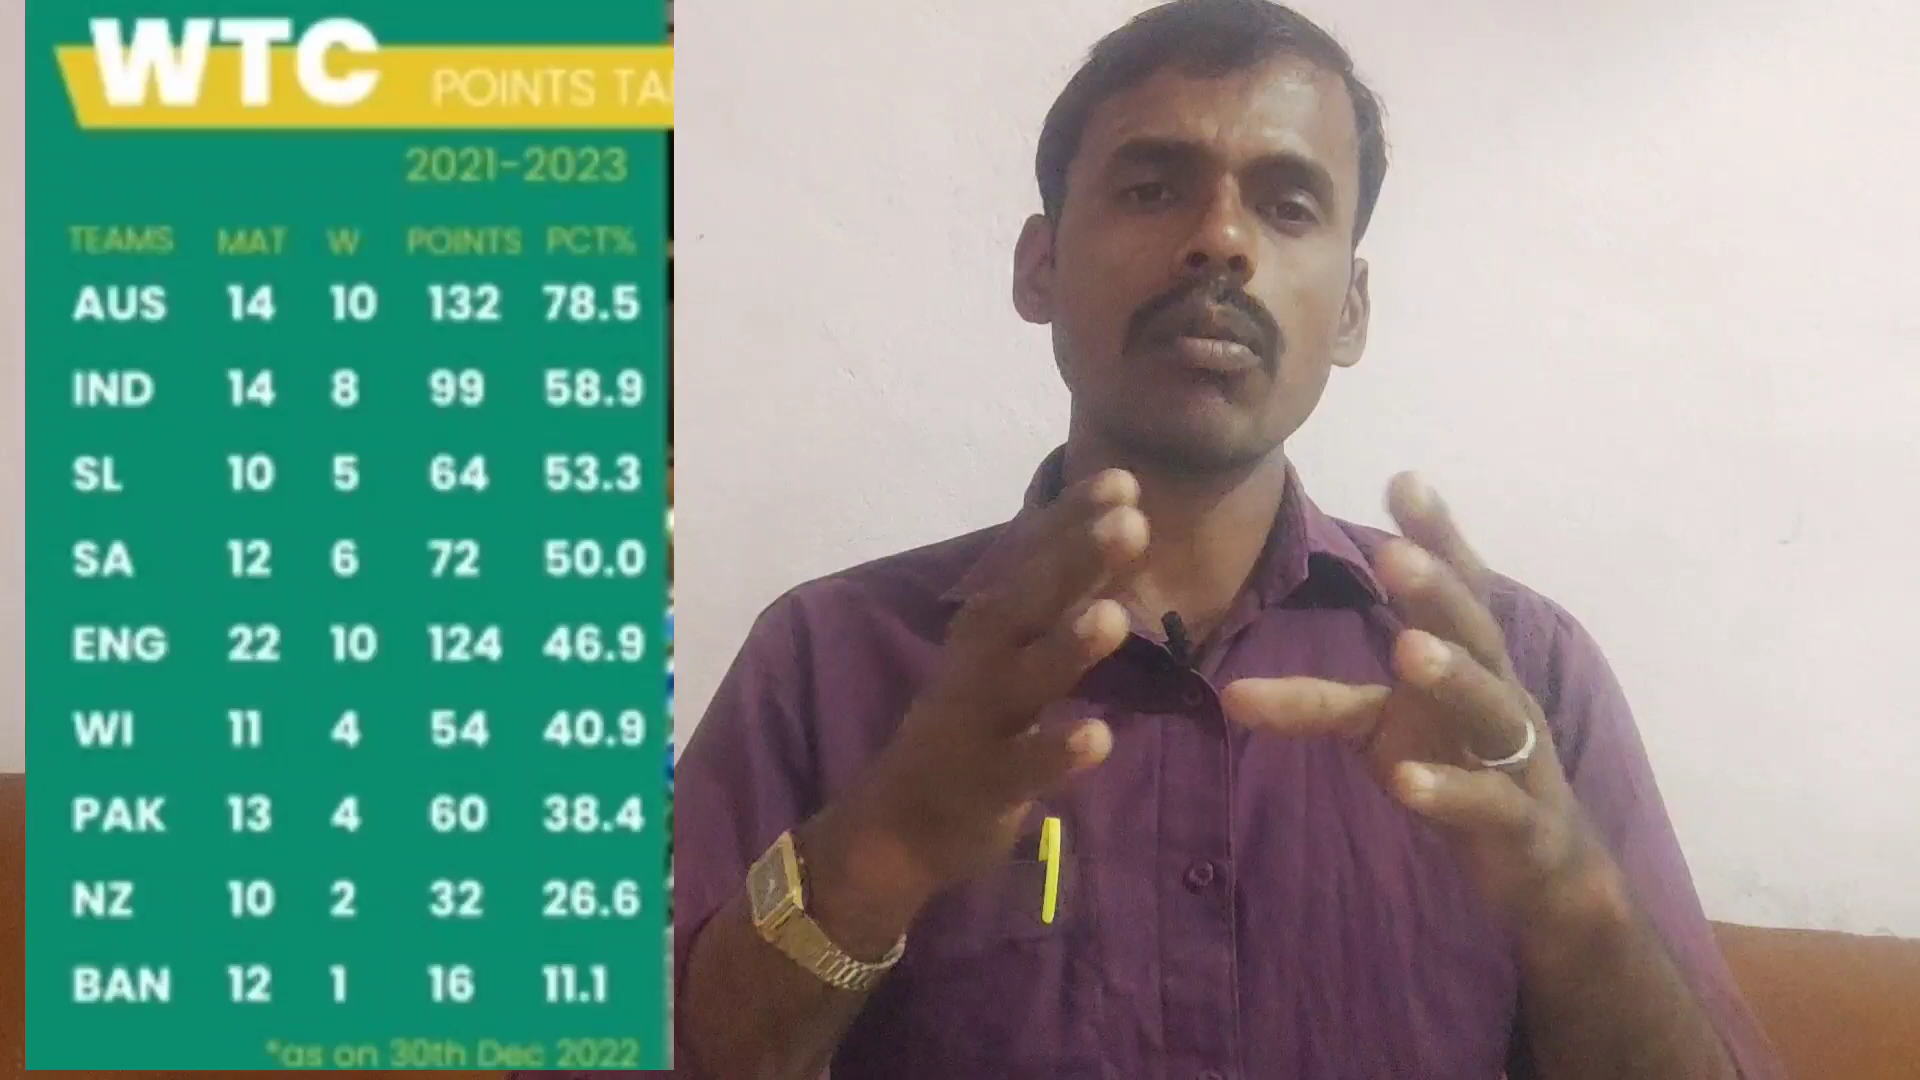 WTC
POINTS TA
2021-2023
TEAMS MAT W POINTS PCT%
AUS 14 10 132 78.5
IND 14 8 99 58.9
SL 10 5 64 53.3
SA 12 6 72 50.0
ENG 22 10 124 46.9
WI 11 4 54 40.9
PAK 13 4 60 38.4
NZ 10 2 32 26.6
BAN 12 1 16 11.1
*as on 30th Dec 2022